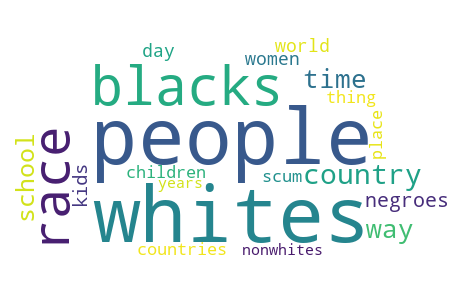 day
world
women
blacks
time
thing
people
place
school
race
kids
children
years
scum
country
whites
negroes
way
countries
nonwhites